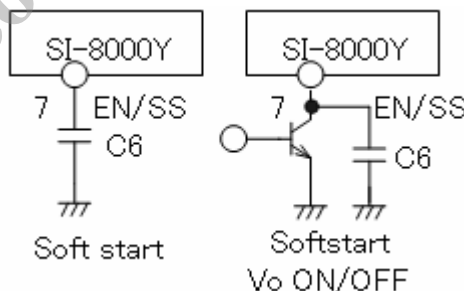 SI-8000Y
7 EN/SS
C6
Soft start
SI-8000Y
7 EN/SS
C6
Softstart
Vo ON/OFF